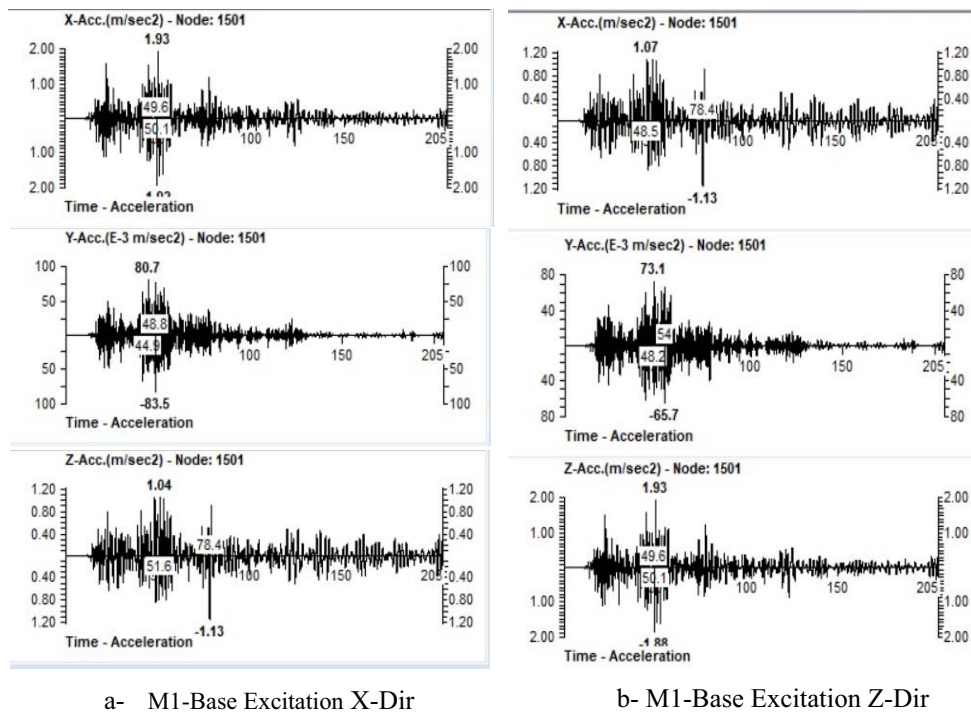 X-Acc.(m/sec2) - Node: 1501
1.93
2.00 2.00
1.00 1.00
49.6
50.1
100 150 205
1.00 1.00
2.00 2.00
Time - Acceleration
Y-Acc.(E-3 m/sec2) - Node: 1501
80.7
100 100
50 50
48.8
44.9
100 150 205
50 50
100 100
-83.5
Time - Acceleration
Z-Acc.(m/sec2) - Node: 1501
1.04
1.20 1.20
0.80 0.80
0.40 0.40
78.4
51.6
100 150 205
0.40 0.40
0.80 0.80
1.20 1.20
-1.13
Time - Acceleration
a- M1-Base Excitation X-Dir
X-Acc.(m/sec2) - Node: 1501
1.07
1.20 1.20
0.80 0.80
0.40 0.40
78.4
48.5
100 150 205
0.40 0.40
0.80 0.80
1.20 1.20
-1.13
Time - Acceleration
Y-Acc.(E-3 m/sec2) - Node: 1501
73.1
80 80
40 40
54
48.2
100 150 205
40 40
80 80
-65.7
Time - Acceleration
Z-Acc.(m/sec2) - Node: 1501
1.93
2.00 2.00
1.00 1.00
49.6
50.1
100 150 205
1.00 1.00
2.00 2.00
-1.88
Time - Acceleration
b- M1-Base Excitation Z-Dir